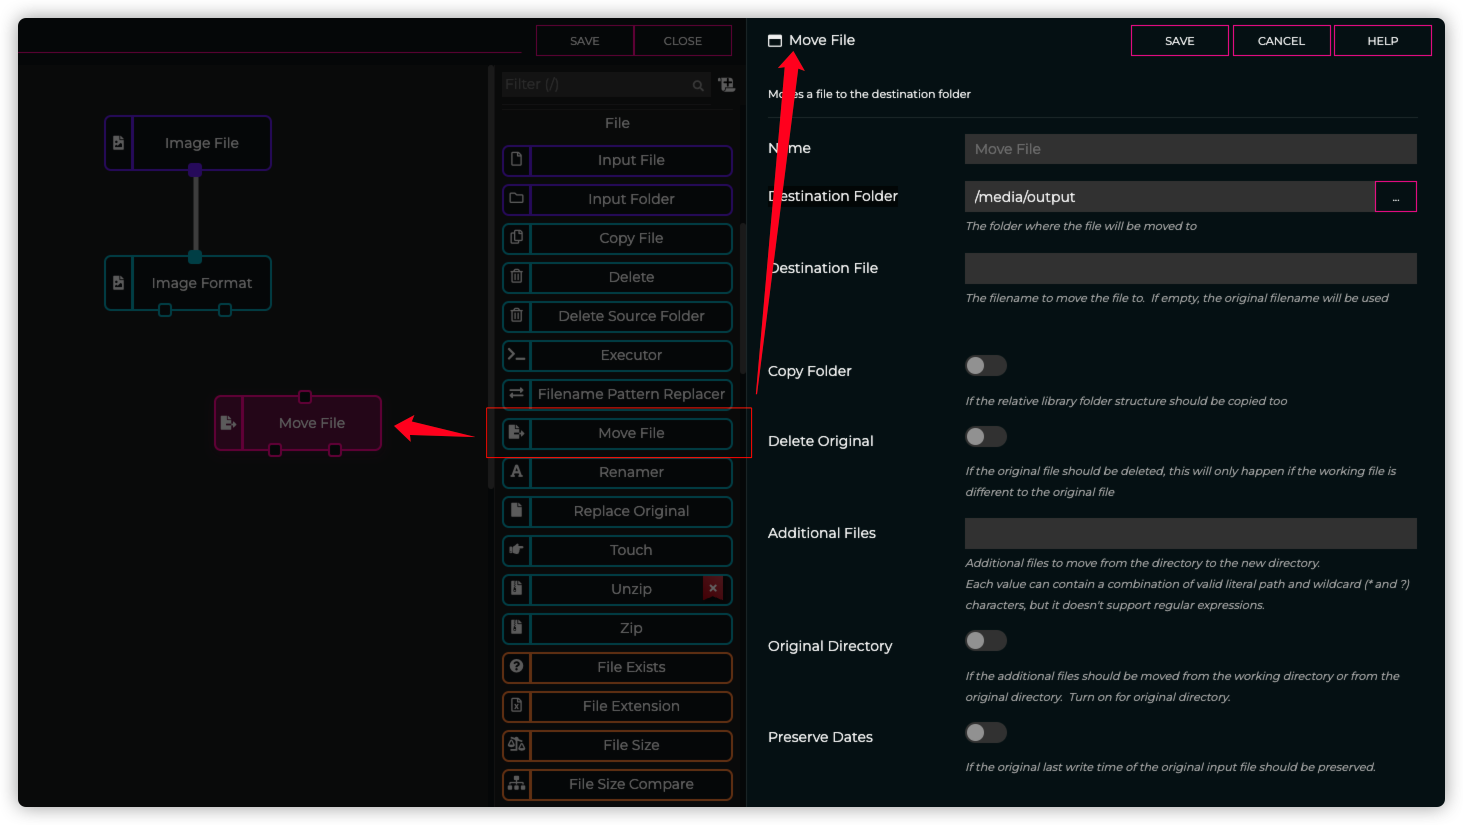 SAVE
CLOSE
Image File
Image Format
Move File
Filter (/)
File
Input File
Input Folder
Copy File
Delete
Delete Source Folder
Executor
Filename Pattern Replacer
Move File
Renamer
Replace Original
Touch
Unzip
Zip
File Exists
File Extension
File Size
File Size Compare
Move File
SAVE
CANCEL
HELP
Moves a file to the destination folder
Name
Move File
Destination Folder
/media/output
...
The folder where the file will be moved to
Destination File
The filename to move the file to. If empty, the original filename will be used
Copy Folder
If the relative library folder structure should be copied too
Delete Original
If the original file should be deleted, this will only happen if the working file is
different to the original file
Additional Files
Additional files to move from the directory to the new directory.
Each value can contain a combination of valid literal path and wildcard (* and ?)
characters, but it doesn't support regular expressions.
Original Directory
If the additional files should be moved from the working directory or from the
original directory. Turn on for original directory.
Preserve Dates
If the original last write time of the original input file should be preserved.